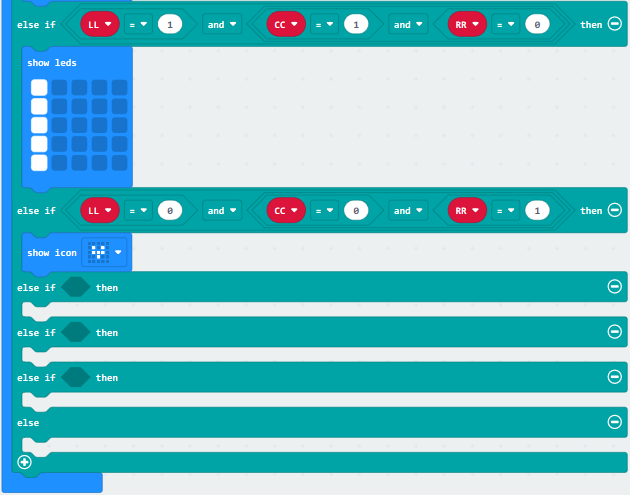 else if LL = 1 and CC = 1 and RR = 0 then
show leds
else if LL = 0 and CC = 0 and RR = 1 then
show icon
else if then
else if then
else if then
else